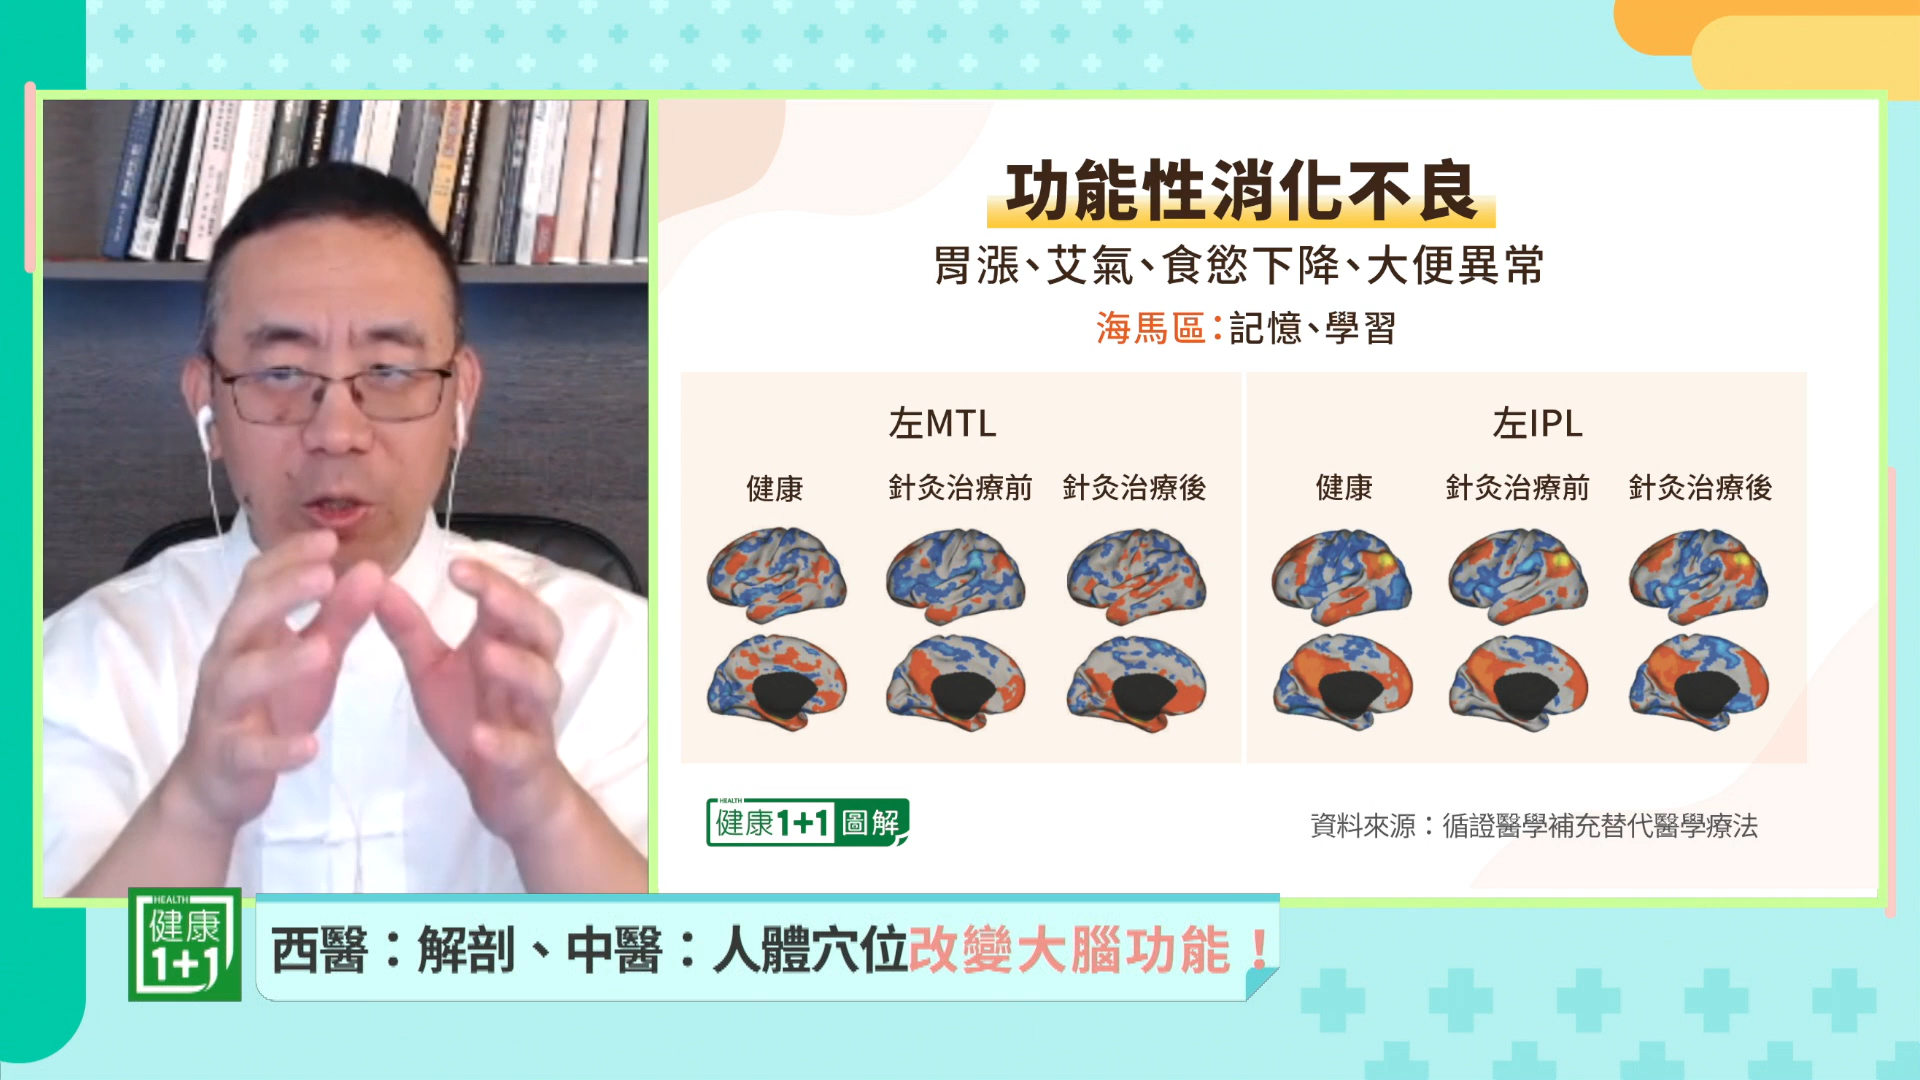 功能性消化不良
胃漲、艾氣、食慾下降、大便異常
海馬區：記憶、學習
左MTL
健康 針灸治療前 針灸治療後
左IPL
健康 針灸治療前 針灸治療後
HEALTH
健康1+1 圖解
資料來源：循證醫學補充替代醫學療法
HEALTH
健康
1+1
西醫：解剖、中醫：人體穴位改變大腦功能！